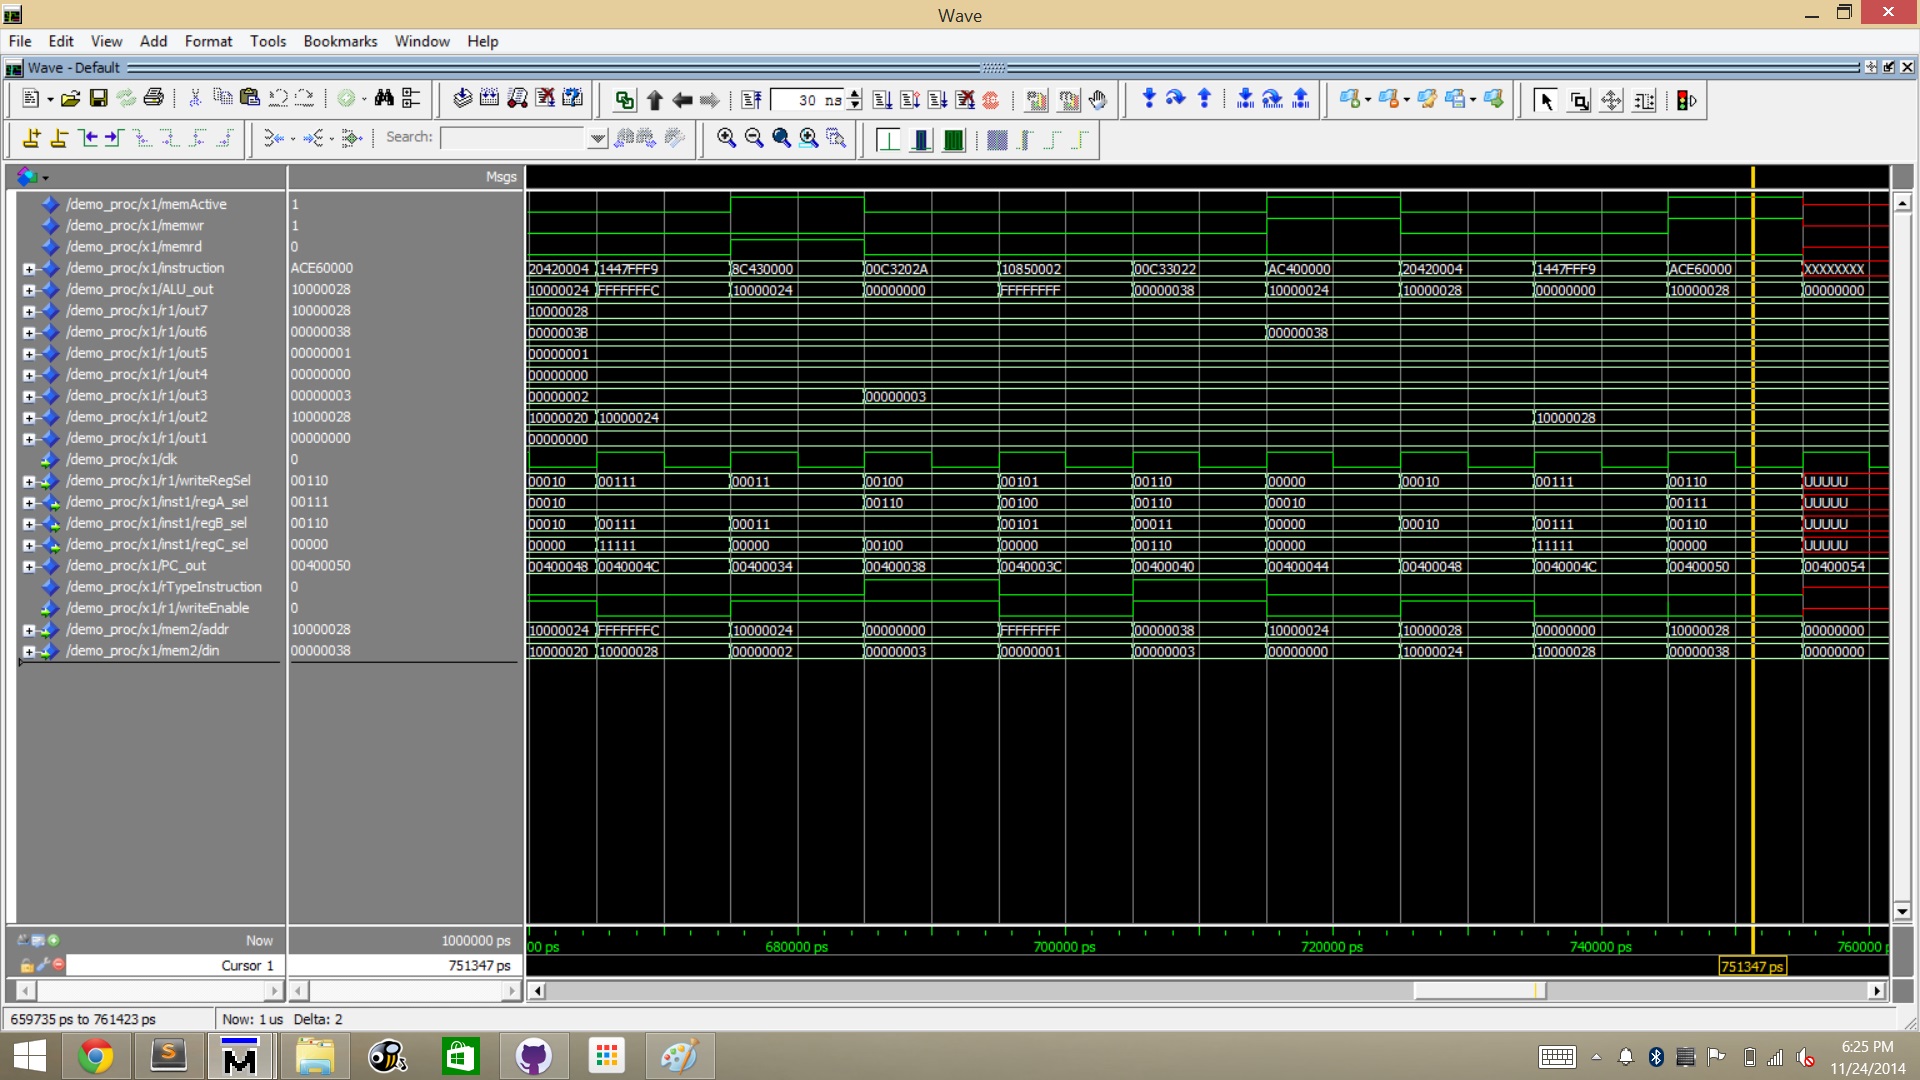 Wave
File Edit View Add Format Tools Bookmarks Window Help
Wave - Default
30 ns
Search:
Msgs
/demo_proc/x1/memActive 1
/demo_proc/x1/memwr 1
/demo_proc/x1/memrd 0
/demo_proc/x1/instruction ACE60000 20420004 1447FFF9 8C430000 00C3202A 10850002 00C33022 AC400000 20420004 1447FFF9 ACE60000 XXXXXXXX
/demo_proc/x1/ALU_out 10000028 10000024 FFFFFFFC 10000024 00000000 FFFFFFFF 00000038 10000024 10000028 00000000 10000028 00000000
/demo_proc/x1/r1/out7 10000028 10000028
/demo_proc/x1/r1/out6 00000038 0000003B 00000038
/demo_proc/x1/r1/out5 00000001 00000001
/demo_proc/x1/r1/out4 00000000 00000000
/demo_proc/x1/r1/out3 00000003 00000002 00000003
/demo_proc/x1/r1/out2 10000028 10000020 10000024 10000028
/demo_proc/x1/r1/out1 00000000 00000000
/demo_proc/x1/clk 0
/demo_proc/x1/r1/writeRegSel 00110 00010 00111 00011 00100 00101 00110 00000 00010 00111 00110 UUUUU
/demo_proc/x1/inst1/regA_sel 00111 00010 00110 00100 00110 00010 00111 UUUUU
/demo_proc/x1/inst1/regB_sel 00110 00010 00111 00011 00101 00011 00000 00010 00111 00110 UUUUU
/demo_proc/x1/inst1/regC_sel 00000 00000 11111 00000 00100 00000 00110 00000 11111 00000 UUUUU
/demo_proc/x1/PC_out 00400050 00400048 0040004C 00400034 00400038 0040003C 00400040 00400044 00400048 0040004C 00400050 00400054
/demo_proc/x1/rTypeInstruction 0
/demo_proc/x1/r1/writeEnable 0
/demo_proc/x1/mem2/addr 10000028 10000024 FFFFFFFC 10000024 00000000 FFFFFFFF 00000038 10000024 10000028 00000000 10000028 00000000
/demo_proc/x1/mem2/din 00000038 10000020 10000028 00000002 00000003 00000001 00000003 00000000 10000024 10000028 00000038 00000000
Now 1000000 ps 00 ps 680000 ps 700000 ps 720000 ps 740000 ps 760000 p
Cursor 1 751347 ps 751347 ps
659735 ps to 761423 ps Now: 1 us Delta: 2
6:25 PM
11/24/2014